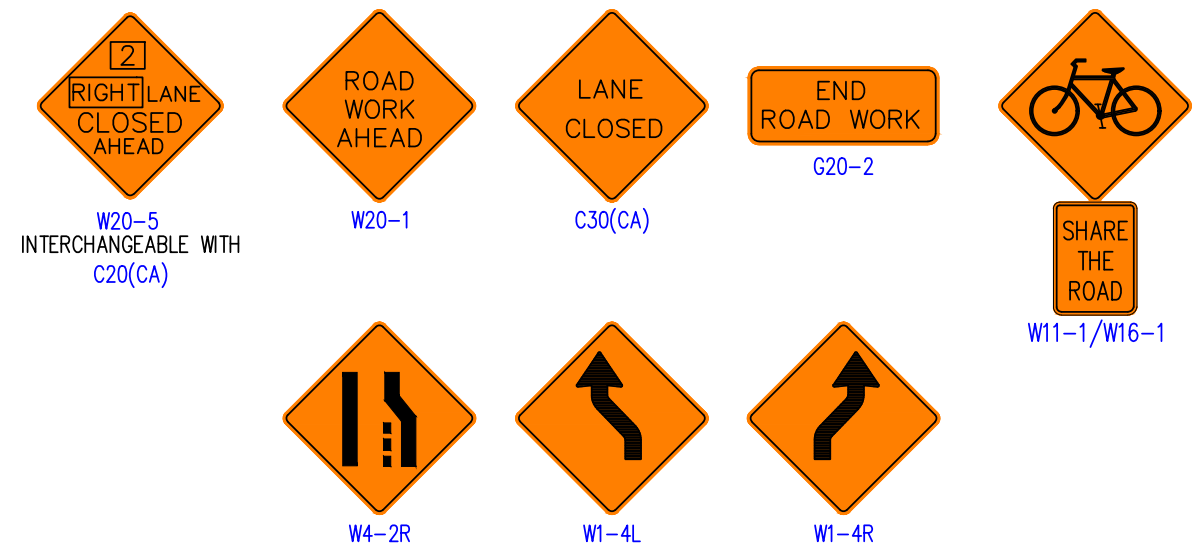 2
RIGHT LANE
CLOSED
AHEAD
W20-5
INTERCHANGEABLE WITH
C20(CA)
ROAD
WORK
AHEAD
W20-1
LANE
CLOSED
C30(CA)
END
ROAD WORK
G20-2
SHARE
THE
ROAD
W11-1/W16-1
W4-2R
W1-4L
W1-4R